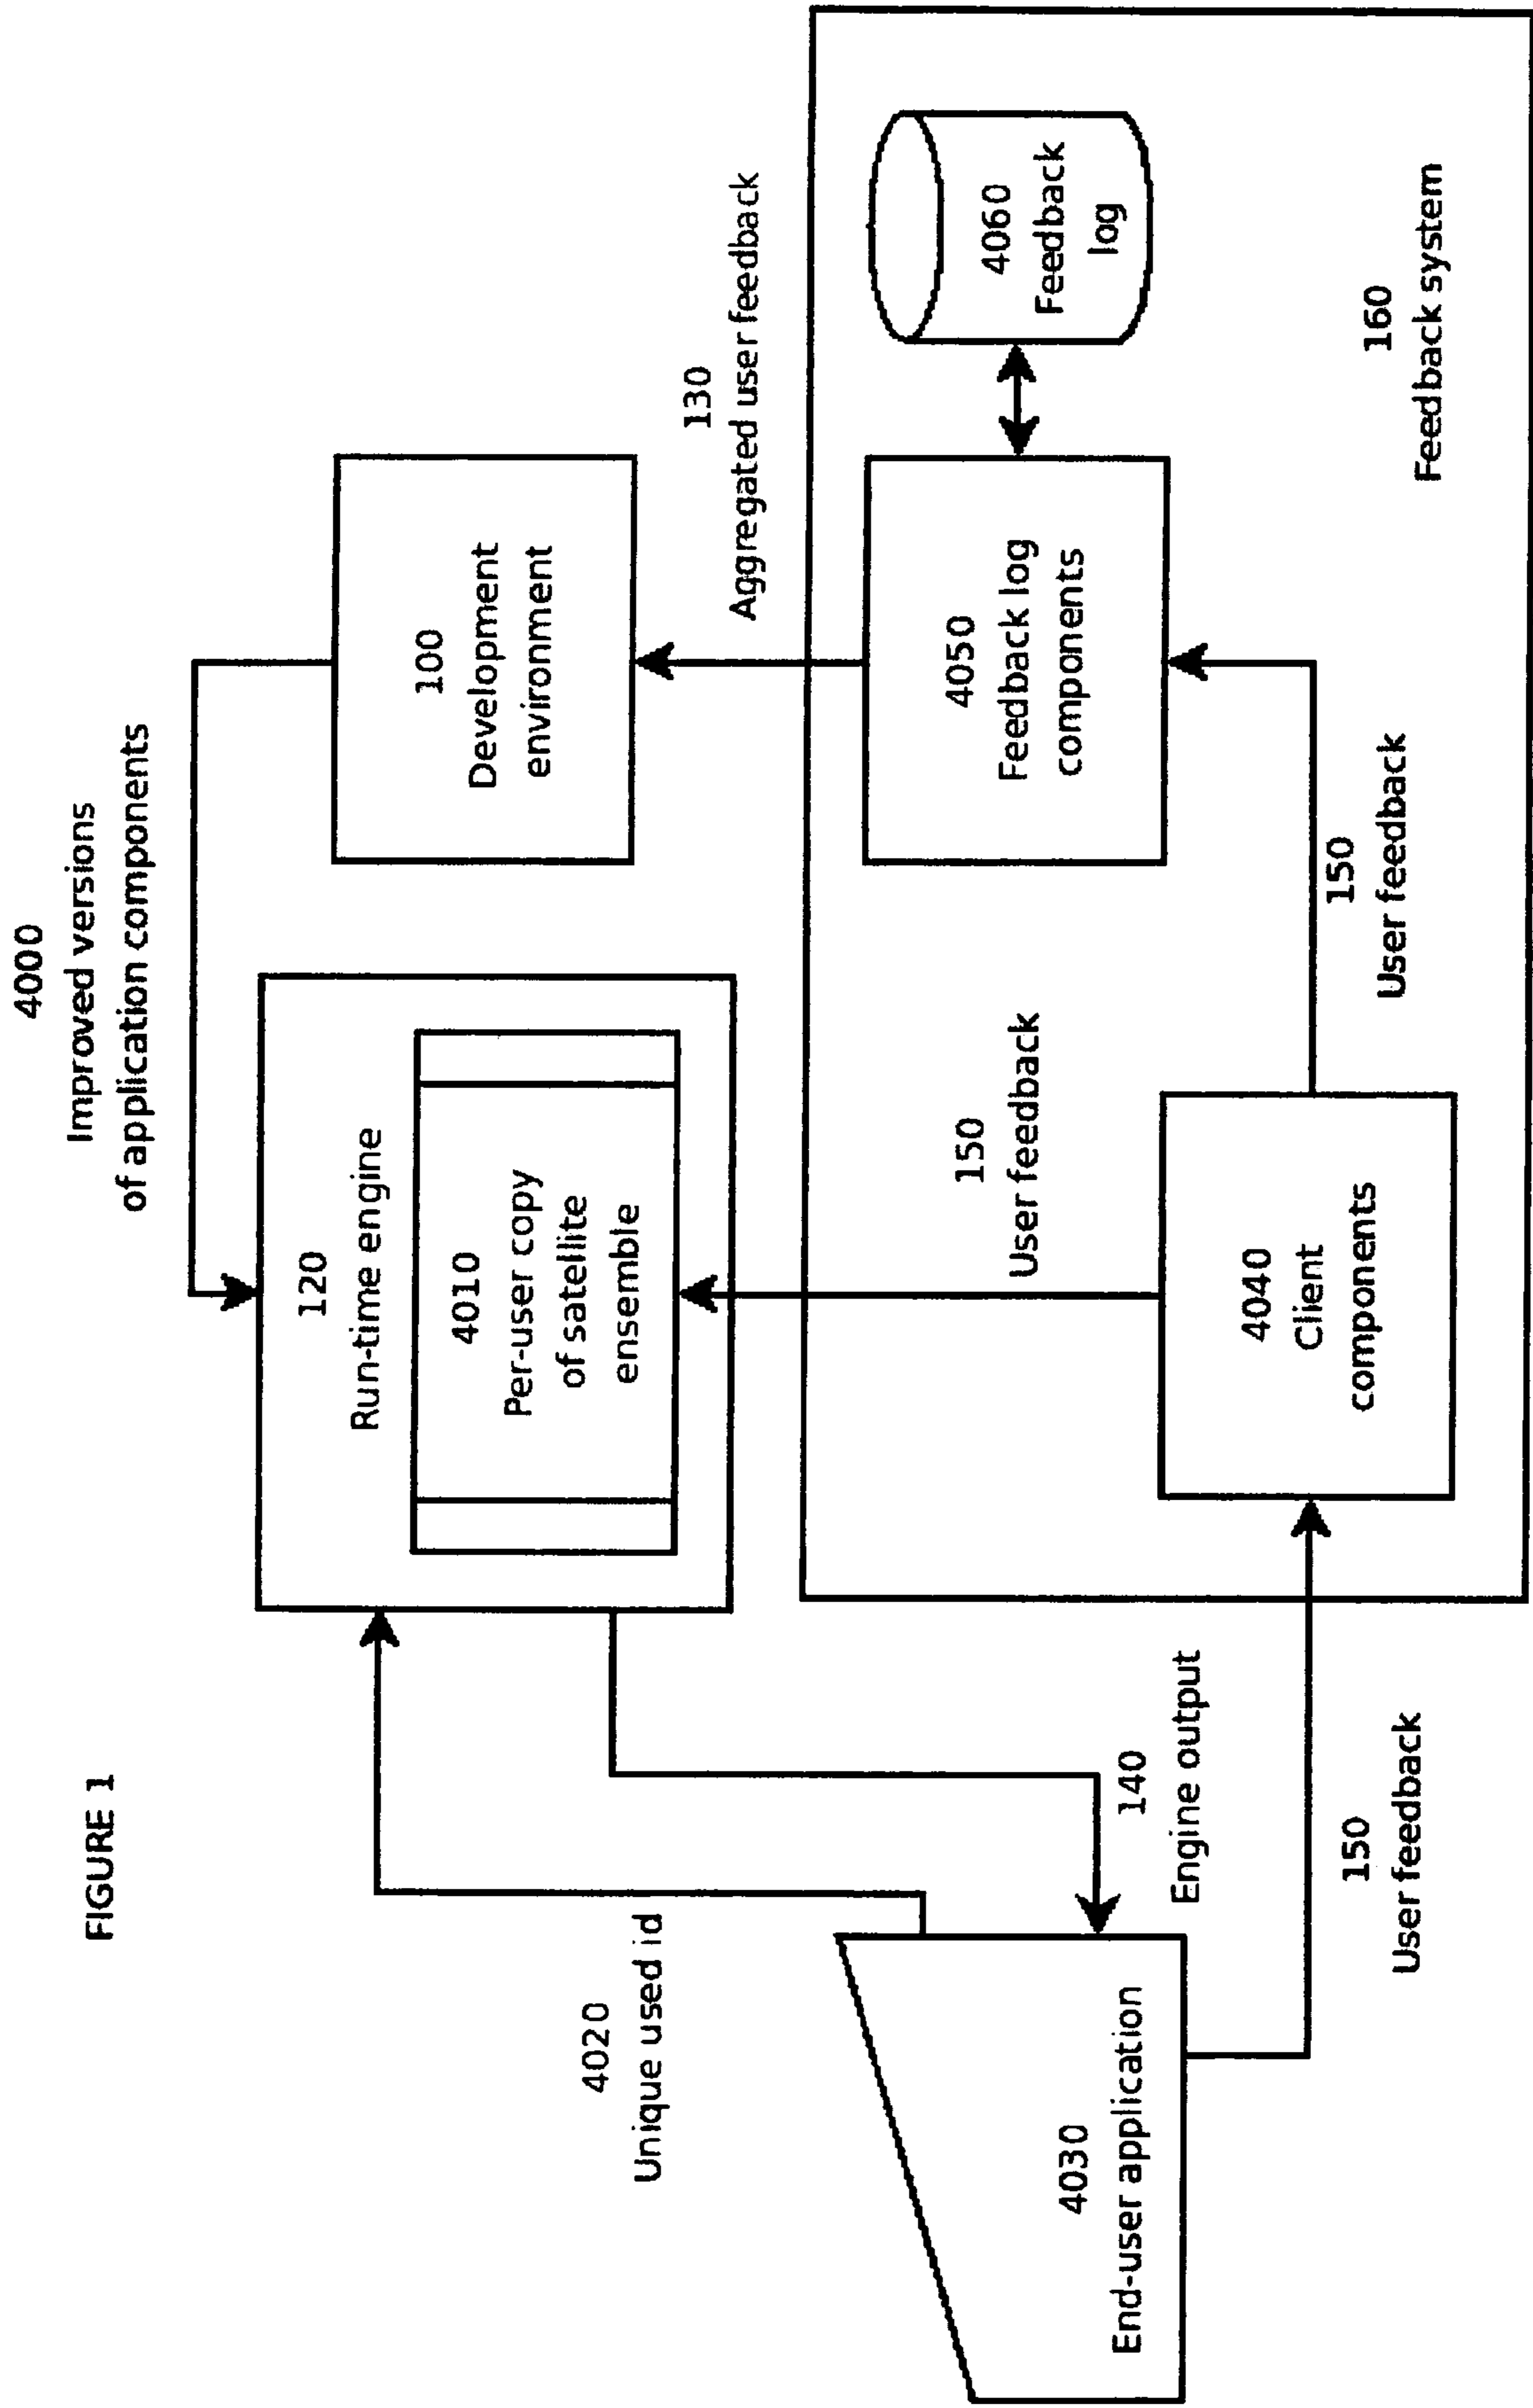 FIGURE 1
4000
Improved versions
of application components
120
Run-time engine
4010
Per-user copy
of satellite
ensemble
100
Development
environment
4020
Unique used id
130
Aggregated user feedback
150
User feedback
4030
End-user application
140
Engine output
4050
Feedback log
components
4060
Feedback
log
4040
Client
components
150
User feedback
150
User feedback
160
Feedback system